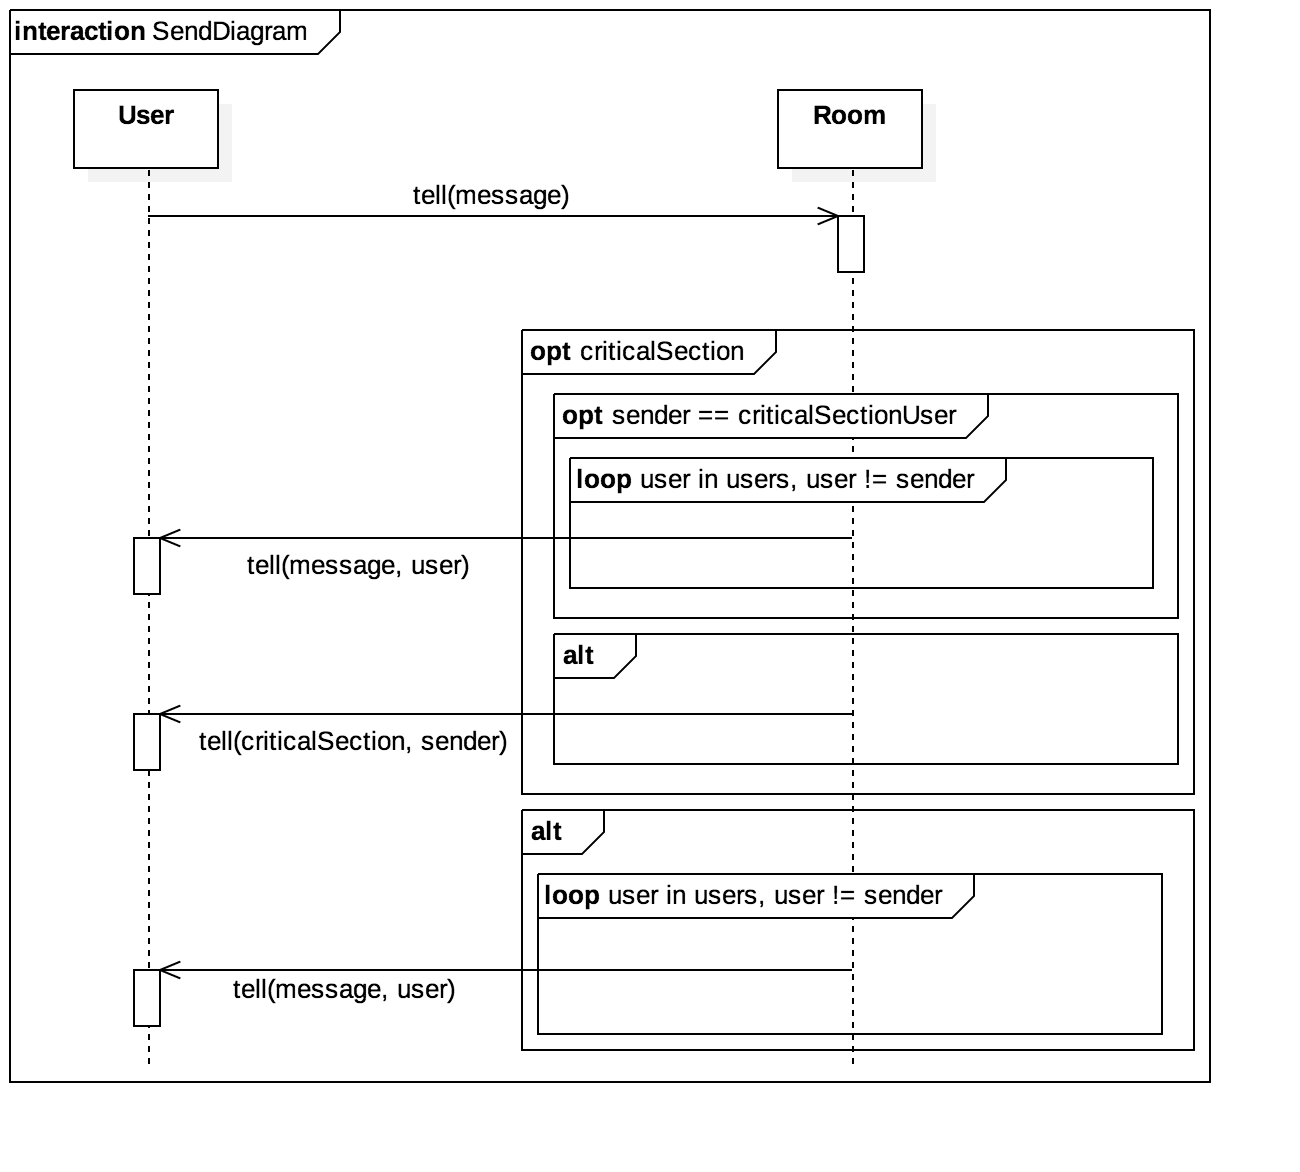 interaction SendDiagram
User
Room
tell(message)
opt criticalSection
opt sender == criticalSectionUser
loop user in users, user != sender
tell(message, user)
alt
tell(criticalSection, sender)
alt
loop user in users, user != sender
tell(message, user)